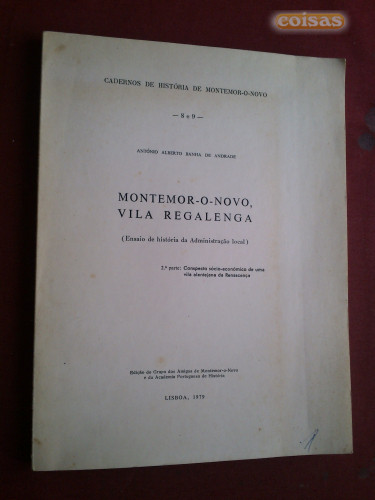 coisas
CADERNOS DE HISTÓRIA DE MONTEMOR-O-NOVO
— 8 e 9 —
ANTÓNIO ALBERTO BANHA DE ANDRADE
MONTEMOR-O-NOVO,
VILA REGALENGA
(Ensaio de história da Administração local)
2.ª parte: Conspecto sócio-económico de uma
vila alentejana da Renascença
Edição do Grupo dos Amigos de Montemor-o-Novo
e da Academia Portuguesa de História
LISBOA, 1979